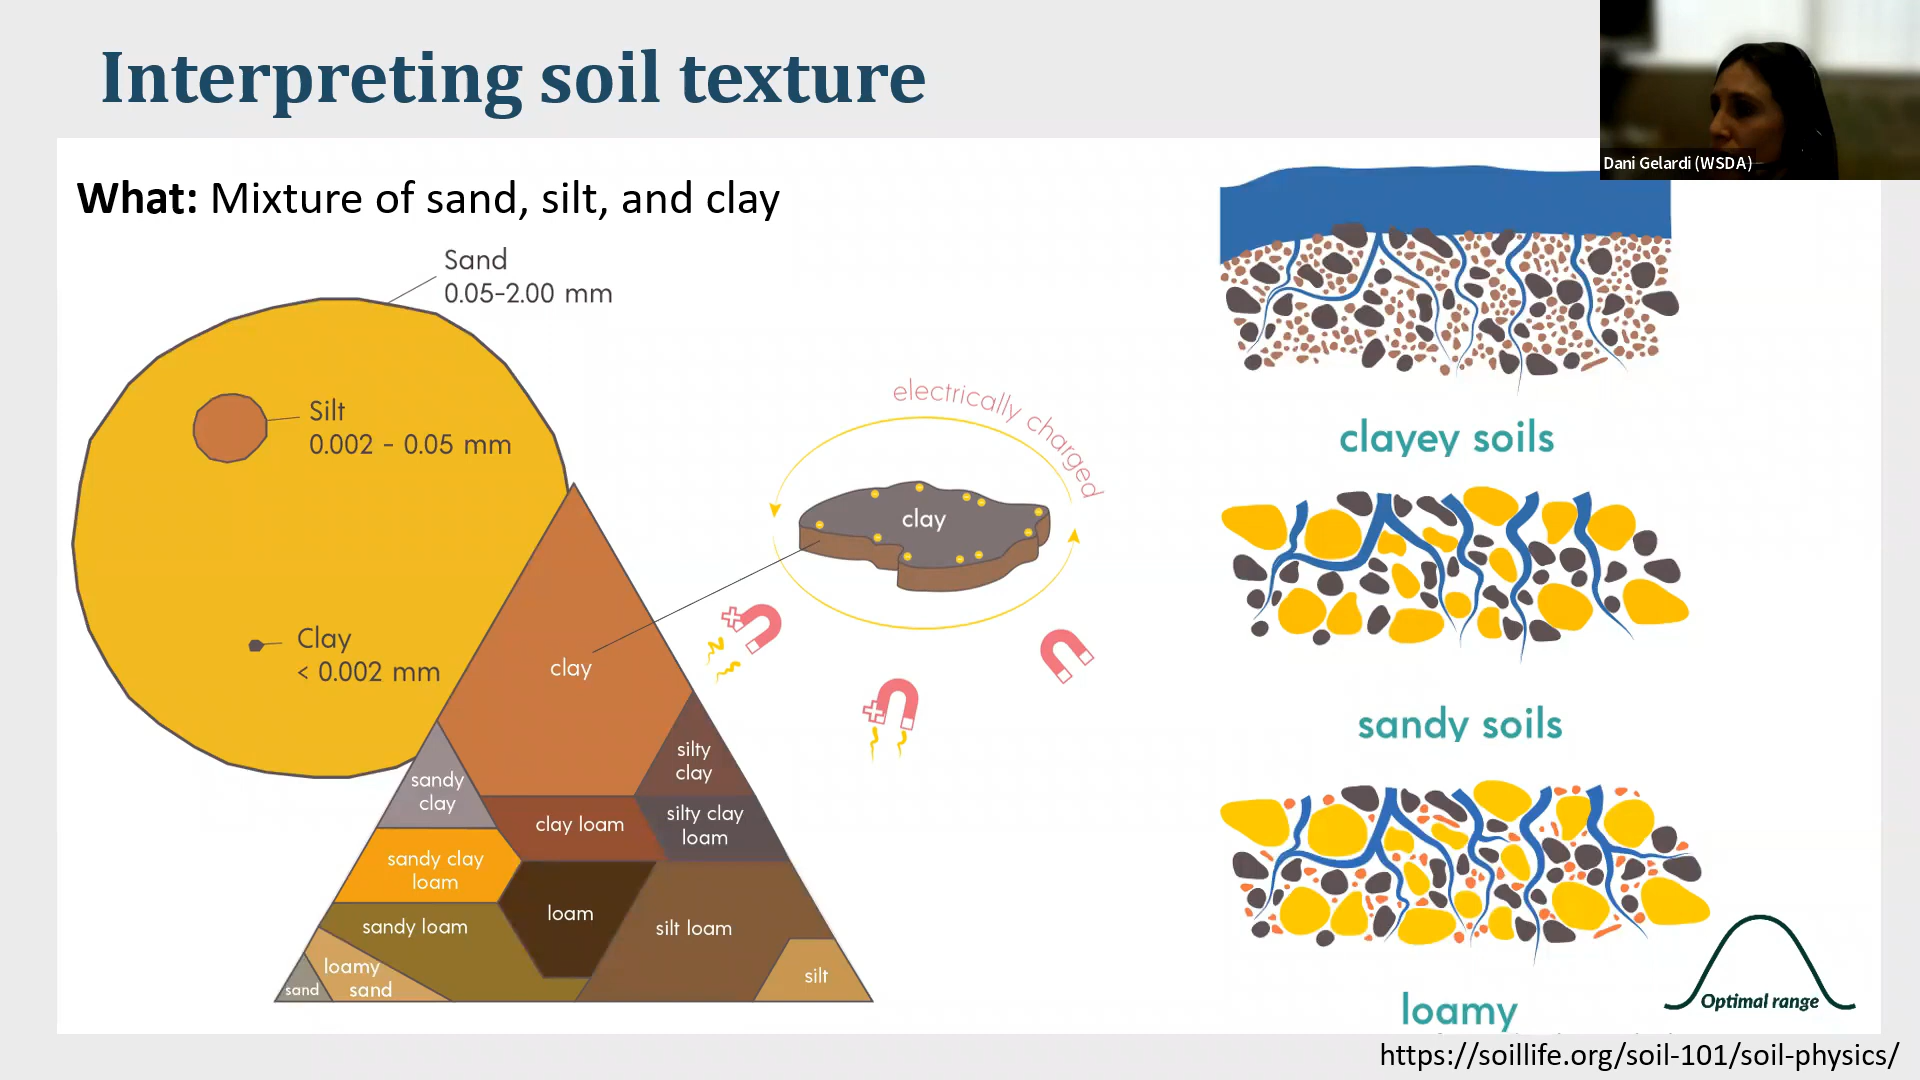 Interpreting soil texture
Dani Gelardi (WSDA)
What: Mixture of sand, silt, and clay
Sand
0.05-2.00 mm
Silt
0.002 - 0.05 mm
Clay
< 0.002 mm
electrically charged
clay
clay
silty
clay
sandy
clay
clay loam
silty clay
loam
sandy clay
loam
loam
sandy loam
silt loam
loamy
sand
sand
silt
clayey soils
sandy soils
loamy
Optimal range
https://soillife.org/soil-101/soil-physics/